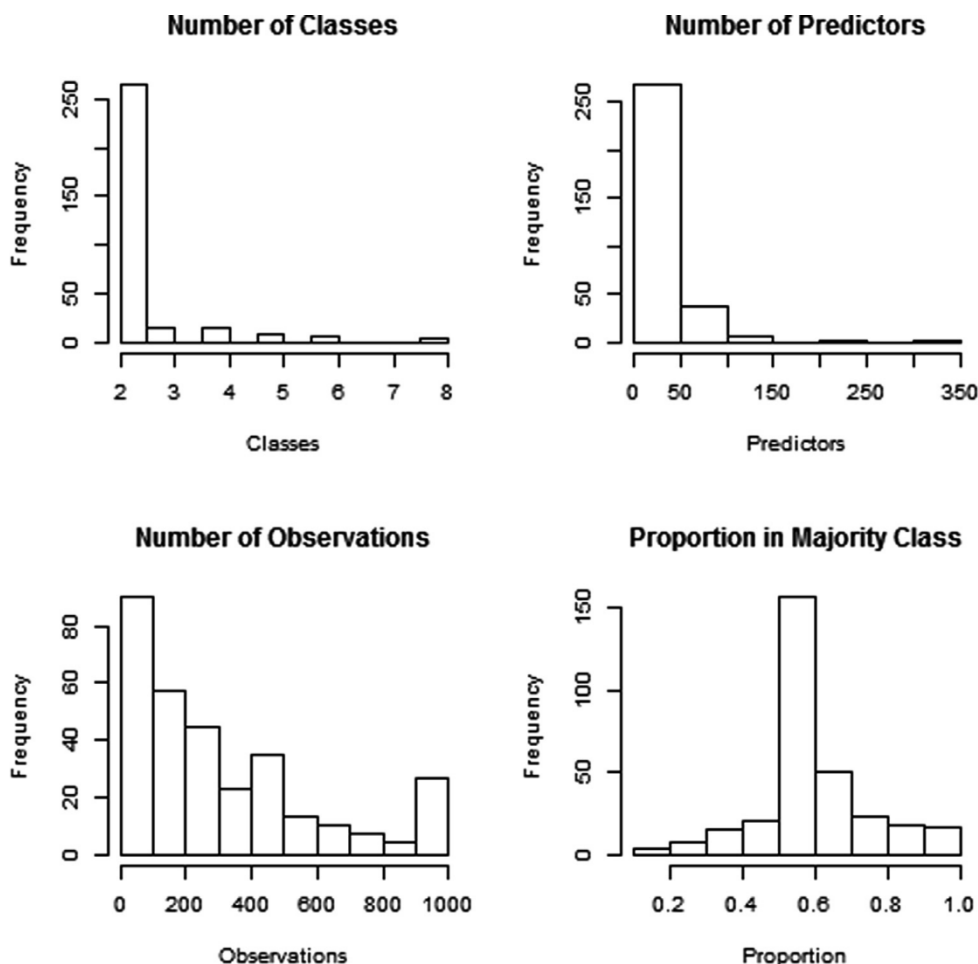 Number of Classes
Frequency
0 50 150 250
2 3 4 5 6 7 8
Classes
Number of Predictors
Frequency
0 50 150 250
0 50 150 250 350
Predictors
Number of Observations
Frequency
0 20 40 60 80
0 200 400 600 800 1000
Observations
Proportion in Majority Class
Frequency
0 50 100 150
0.2 0.4 0.6 0.8 1.0
Proportion